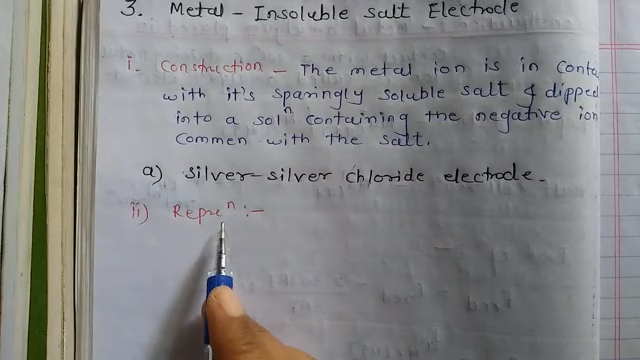 3. Metal - Insoluble salt Electrode
i. Construction - The metal ion is in conta
with it's sparingly soluble salt & dipped
into a solⁿ containing the negative ion
commen with the salt.
a) silver-silver chloride electrode.
ii) Repreⁿ :-